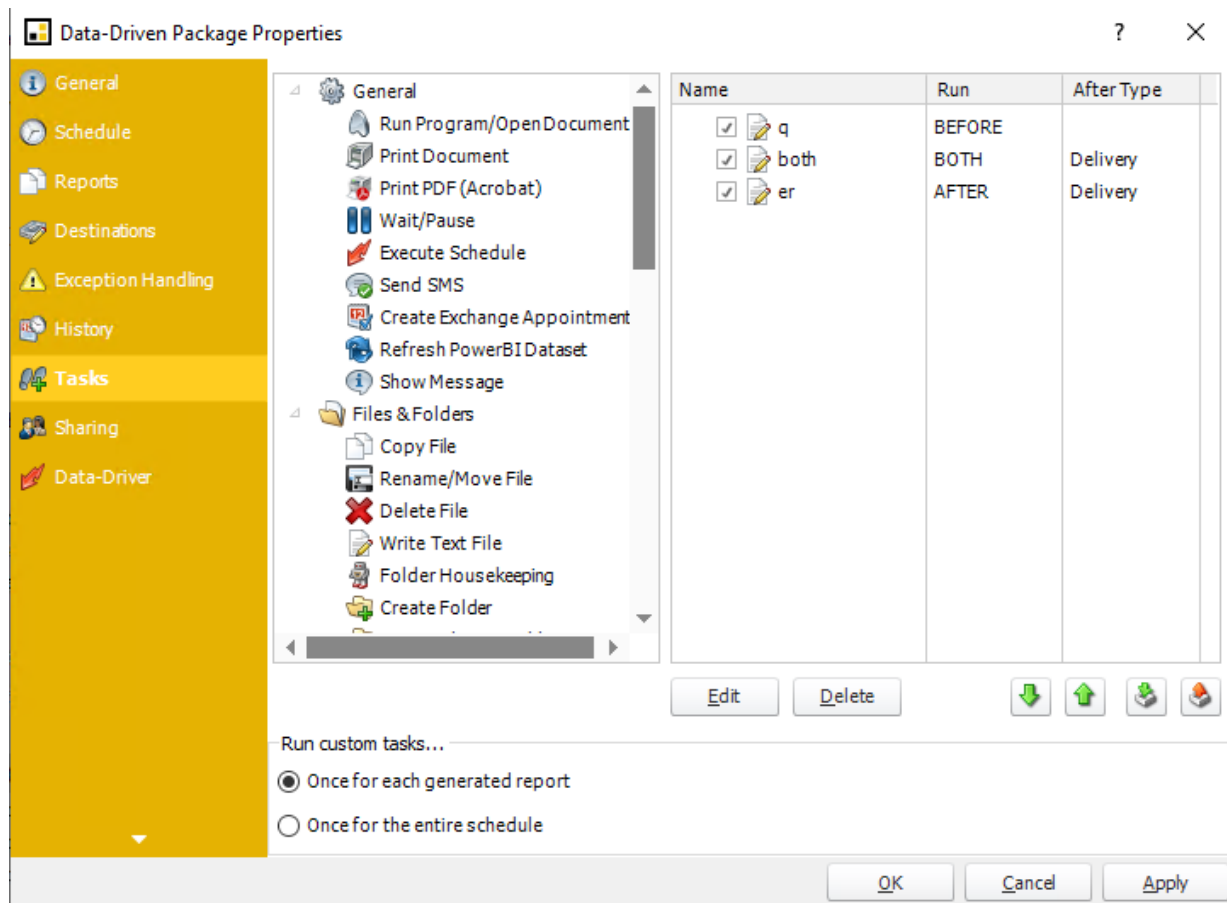 Data-Driven Package Properties
?
General
Schedule
Reports
Destinations
Exception Handling
History
Tasks
Sharing
Data-Driver
General
Run Program/Open Document
Print Document
Print PDF (Acrobat)
Wait/Pause
Execute Schedule
Send SMS
Create Exchange Appointment
Refresh PowerBI Dataset
Show Message
Files & Folders
Copy File
Rename/Move File
Delete File
Write Text File
Folder Housekeeping
Create Folder
Name Run After Type
q BEFORE
both BOTH Delivery
er AFTER Delivery
Edit Delete
Run custom tasks...
Once for each generated report
Once for the entire schedule
OK Cancel Apply